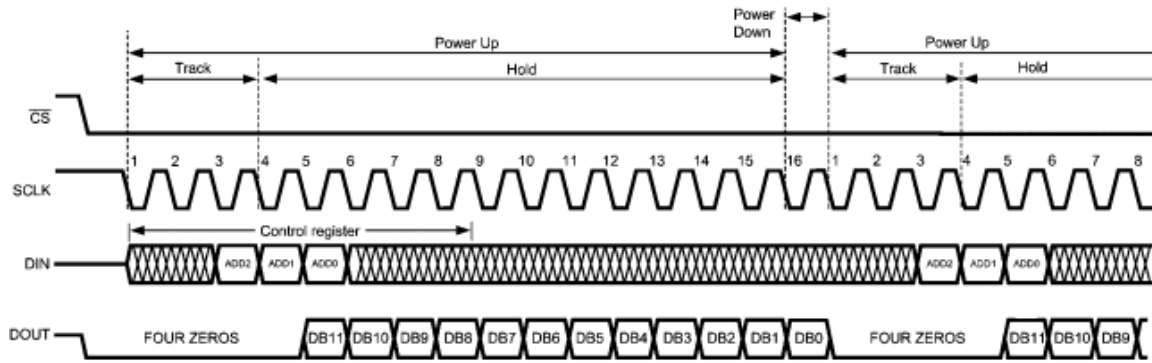 Power Down
Power Up
Power Up
Track
Hold
Track
Hold
CS
1 2 3 4 5 6 7 8 9 10 11 12 13 14 15 16 1 2 3 4 5 6 7 8
SCLK
Control register
DIN ADD2 ADD1 ADD0 ADD2 ADD1 ADD0
DOUT FOUR ZEROS DB11 DB10 DB9 DB8 DB7 DB6 DB5 DB4 DB3 DB2 DB1 DB0 FOUR ZEROS DB11 DB10 DB9